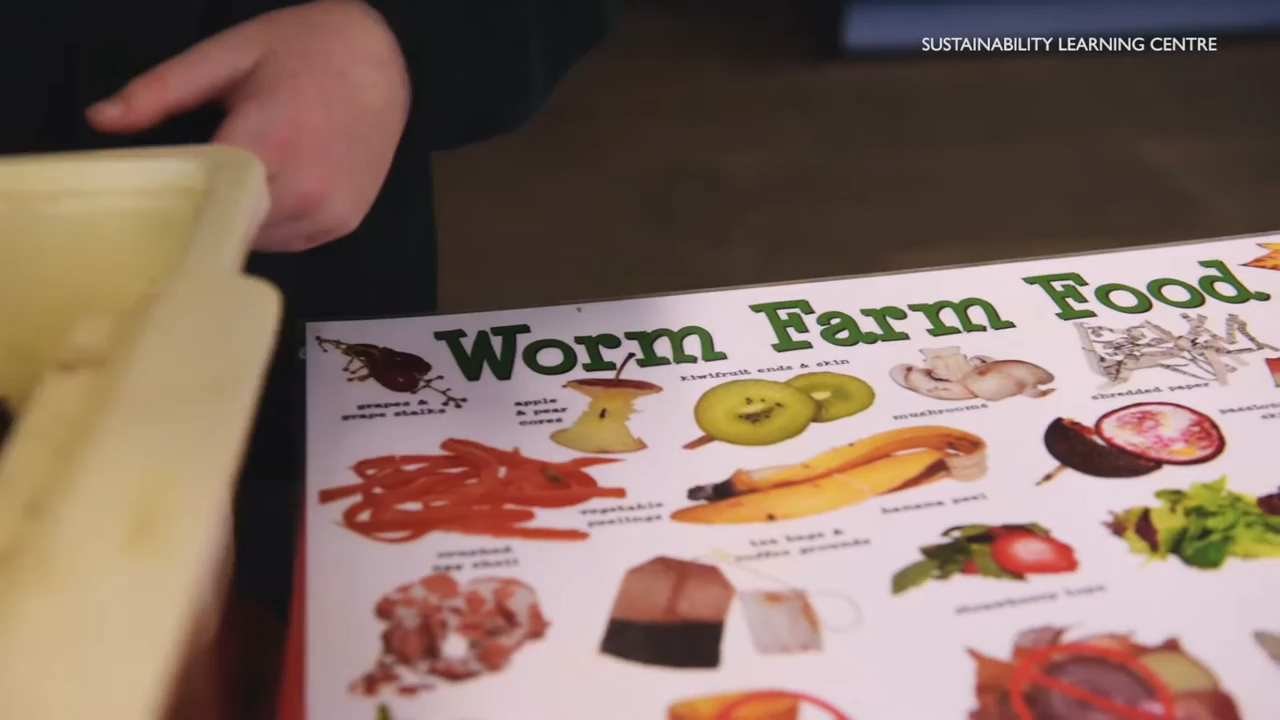 SUSTAINABILITY LEARNING CENTRE
Worm Farm Food
grapes &
grape stalks
apple
& pear
cores
kiwifruit ends & skin
mushrooms
shredded paper
vegetable
peelings
banana peel
crushed
egg shell
tea bags &
coffee grounds
strawberry tops